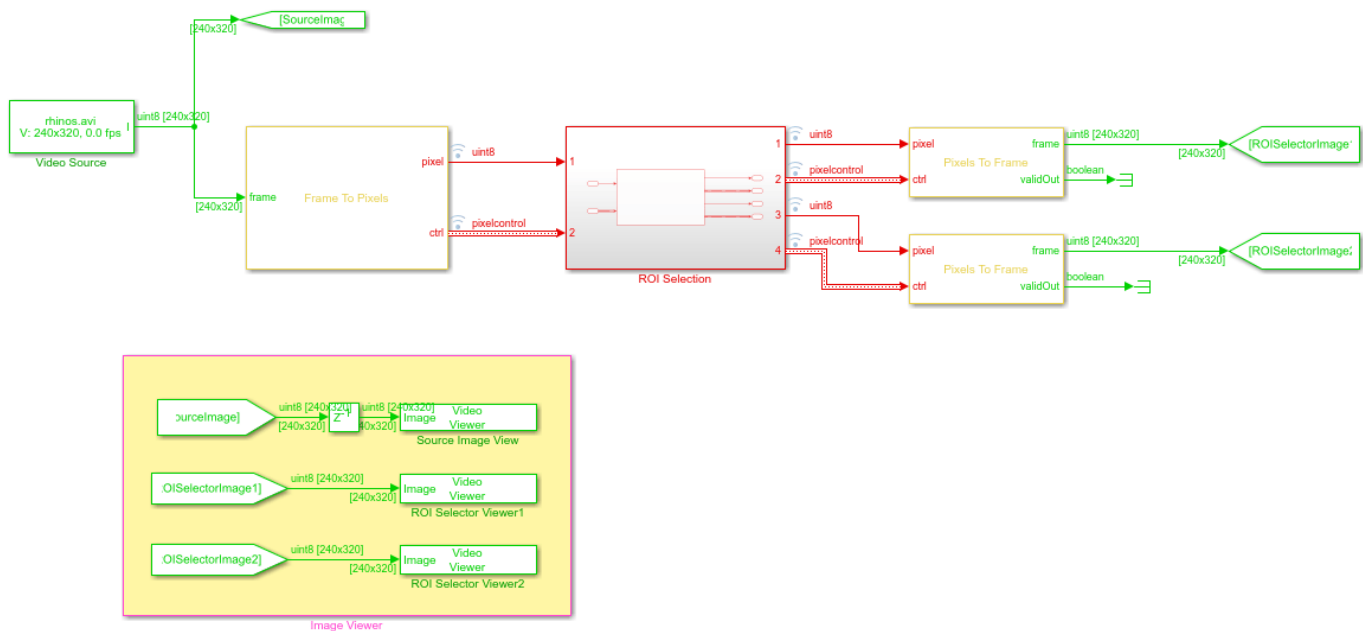 [SourceImag
[240x320]
rhinos.avi
V: 240x320, 0.0 fps
I
uint8 [240x320]
Video Source
[240x320]
frame
Frame To Pixels
pixel
ctrl
uint8
pixelcontrol
1
2
1
2
3
4
ROI Selection
uint8
pixelcontrol
uint8
pixelcontrol
pixel
ctrl
Pixels To Frame
frame
validOut
uint8 [240x320]
[240x320]
boolean
[ROISelectorImage
pixel
ctrl
Pixels To Frame
frame
validOut
uint8 [240x320]
[240x320]
boolean
[ROISelectorImage2
ourceImage]
uint8 [240x320]
[240x320]
Z⁻¹
uint8 [240x320]
40x320]
Image
Video
Viewer
Source Image View
OISelectorImage1]
uint8 [240x320]
[240x320]
Image
Video
Viewer
ROI Selector Viewer1
OISelectorImage2]
uint8 [240x320]
[240x320]
Image
Video
Viewer
ROI Selector Viewer2
Image Viewer